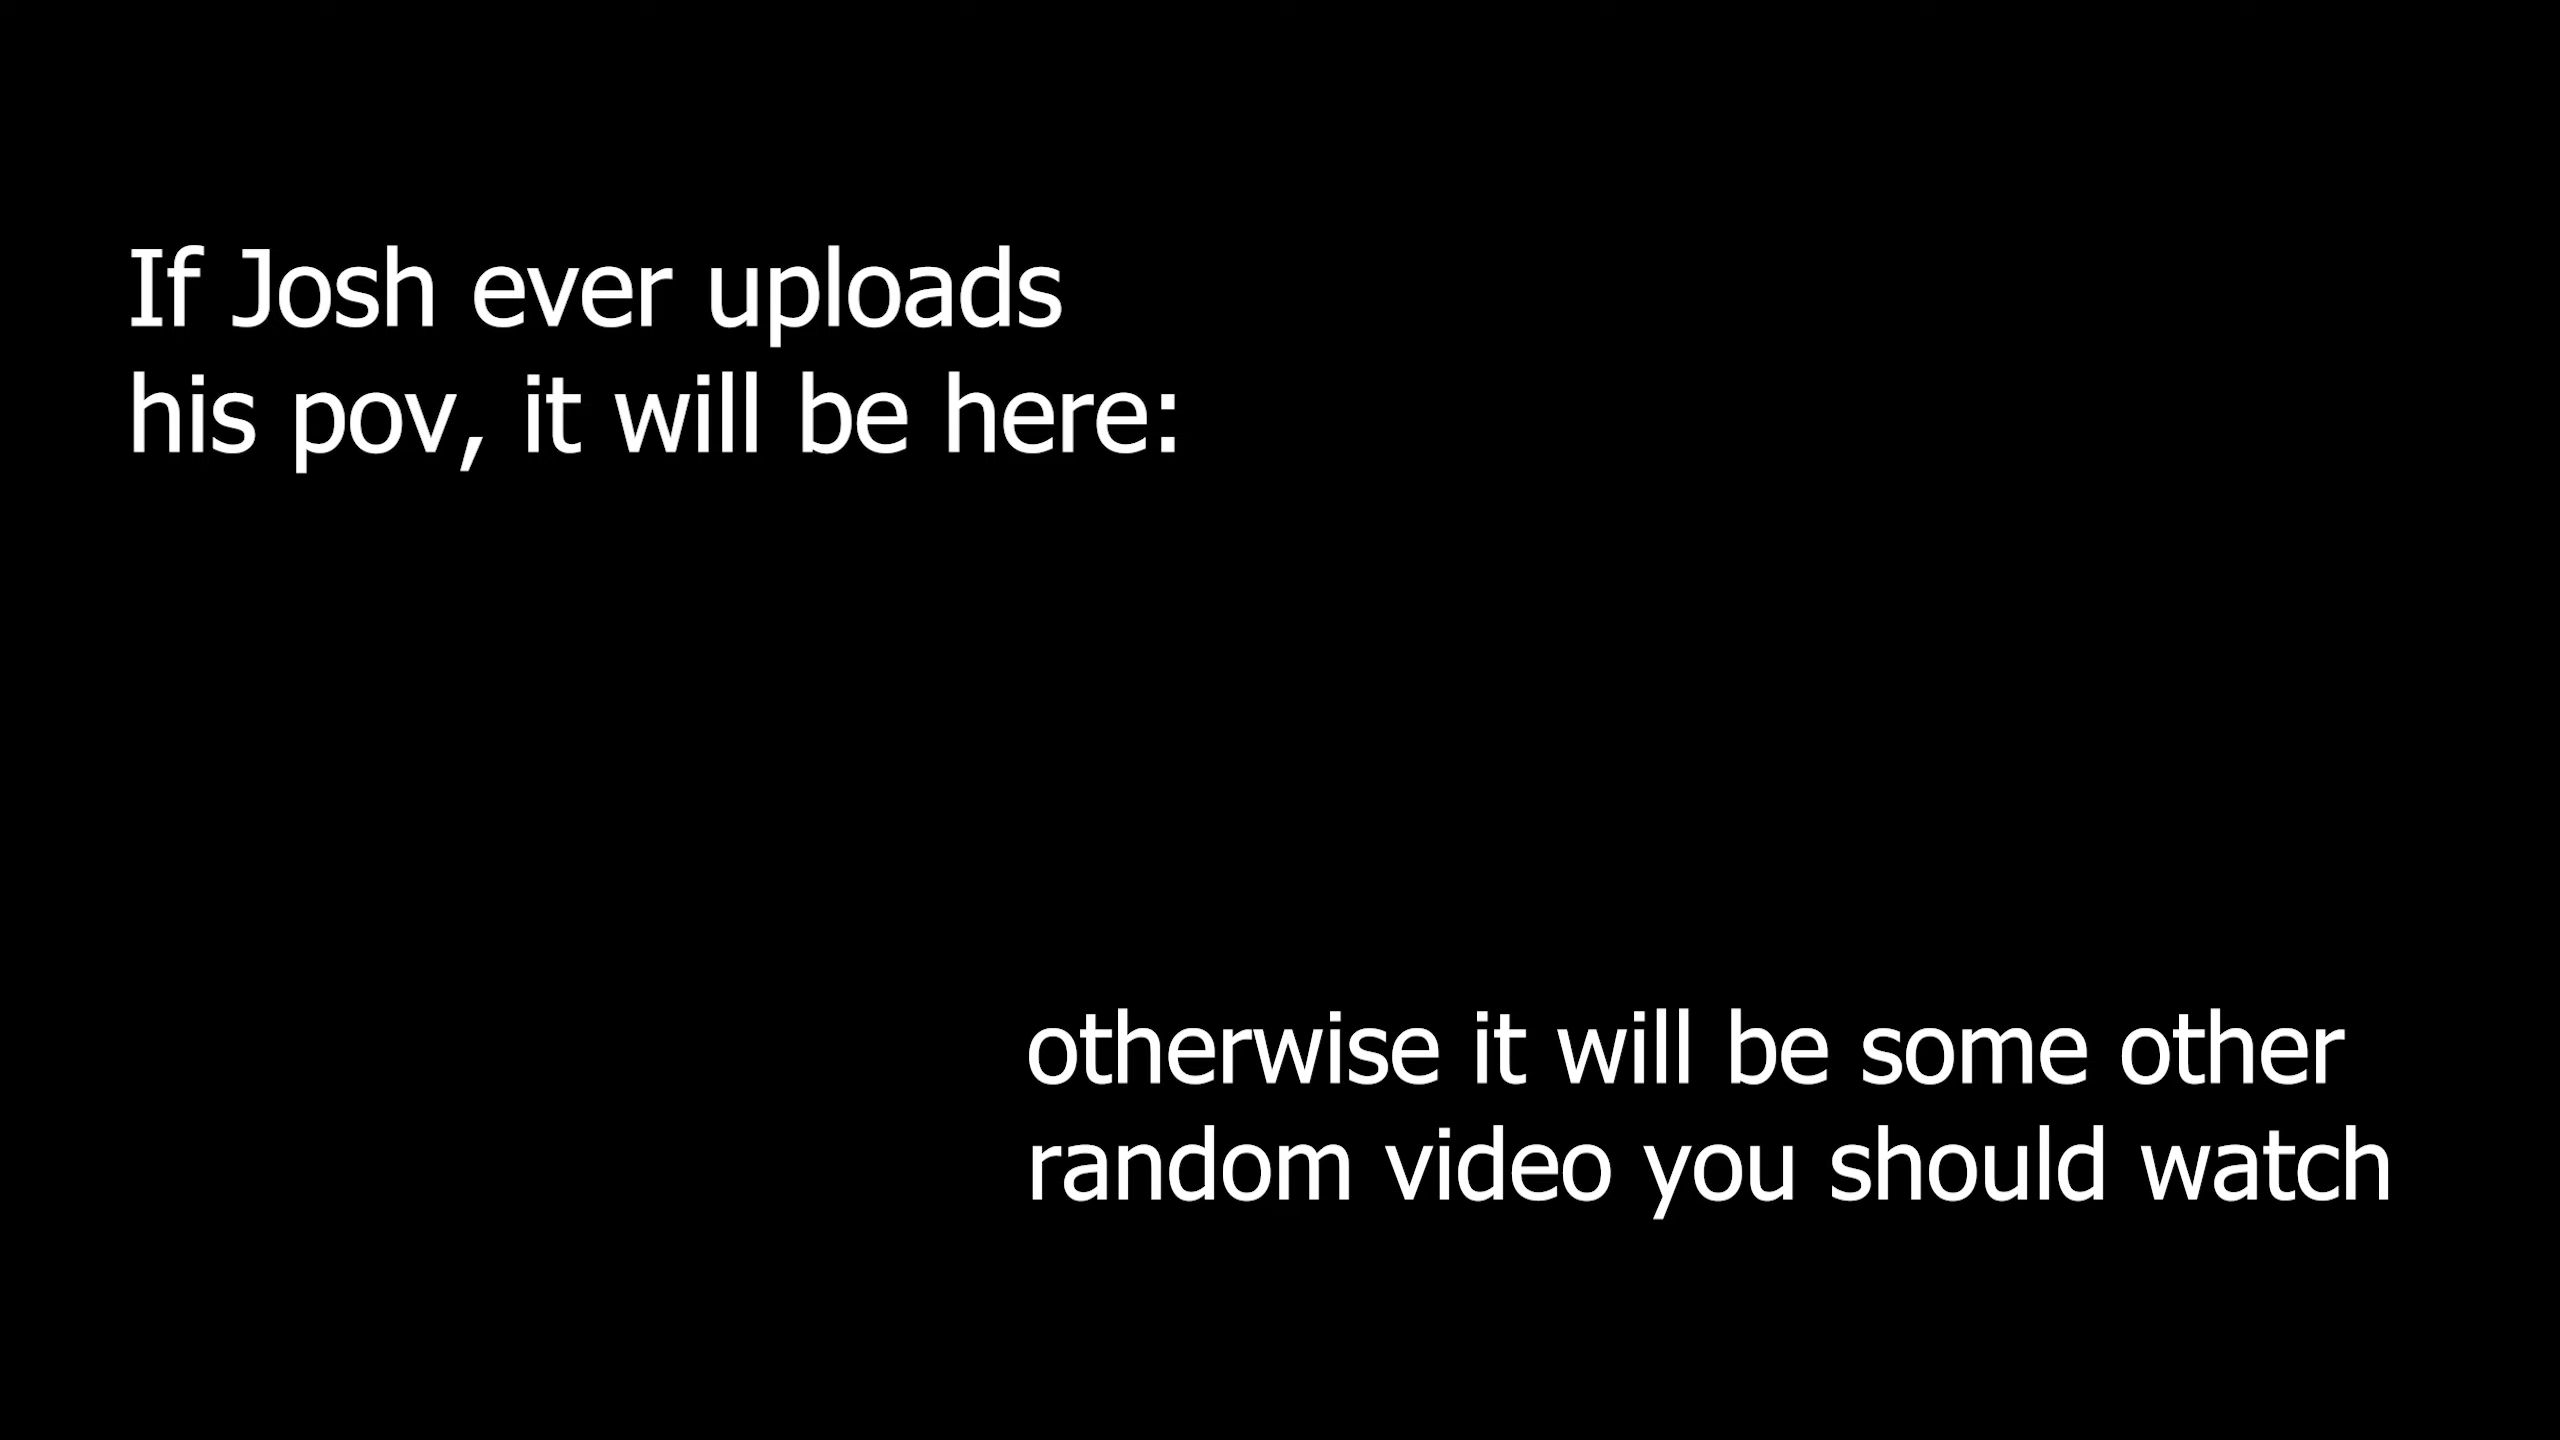 If Josh ever uploads
his pov, it will be here:
otherwise it will be some other
random video you should watch